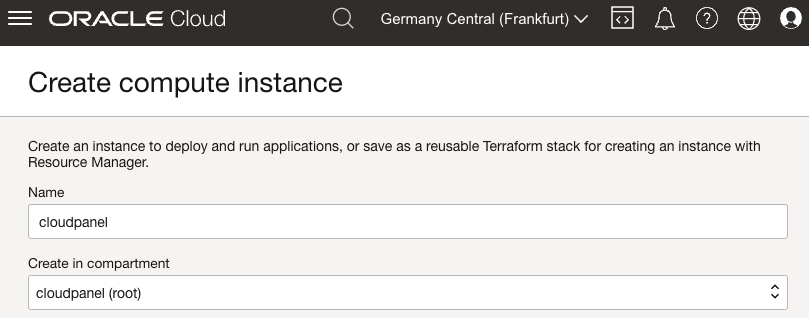 ORACLE Cloud
Germany Central (Frankfurt)
Create compute instance
Create an instance to deploy and run applications, or save as a reusable Terraform stack for creating an instance with
Resource Manager.
Name
cloudpanel
Create in compartment
cloudpanel (root)